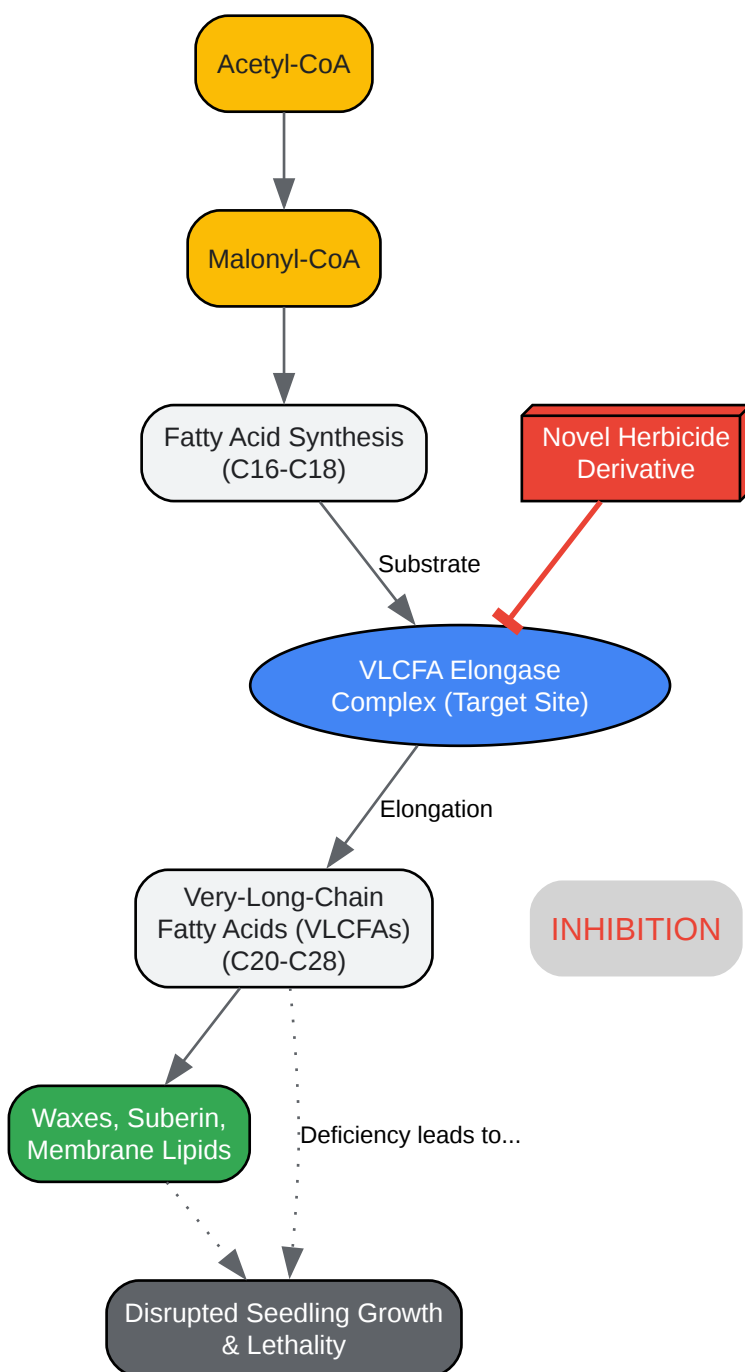 Acetyl-CoA
Malonyl-CoA
Fatty Acid Synthesis
(C16-C18)
Novel Herbicide
Derivative
Substrate
VLCFA Elongase
Complex (Target Site)
Elongation
Very-Long-Chain
Fatty Acids (VLCFAs)
(C20-C28)
INHIBITION
Waxes, Suberin,
Membrane Lipids
Deficiency leads to...
Disrupted Seedling Growth
& Lethality